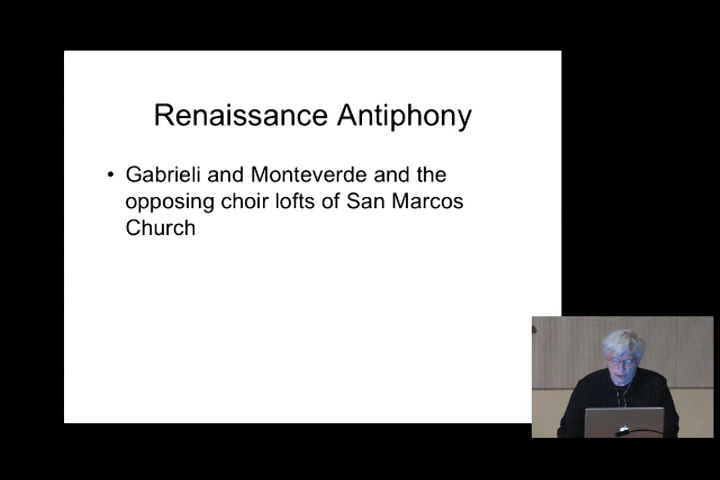 Renaissance Antiphony
• Gabrieli and Monteverde and the
opposing choir lofts of San Marcos
Church